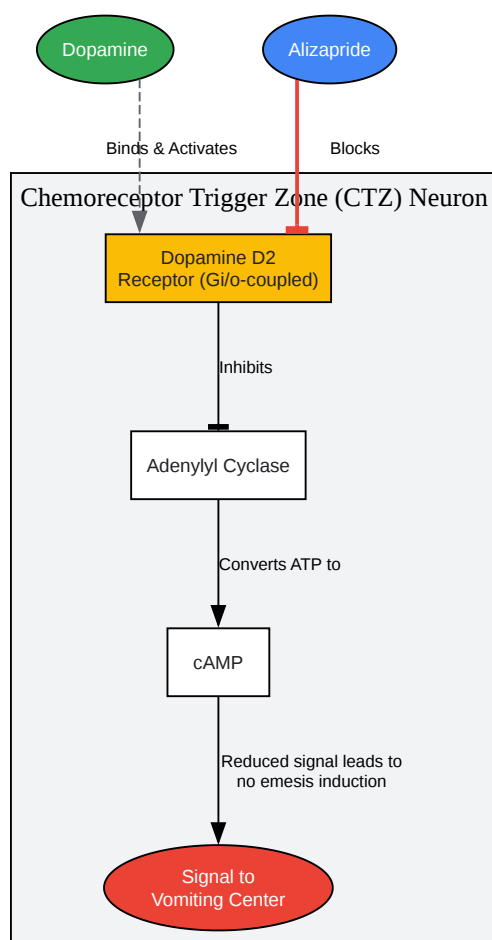 Dopamine
Alizapride
Binds & Activates
Blocks
Chemoreceptor Trigger Zone (CTZ) Neuron
Dopamine D2
Receptor (Gi/o-coupled)
Inhibits
Adenylyl Cyclase
Converts ATP to
cAMP
Reduced signal leads to
no emesis induction
Signal to
Vomiting Center